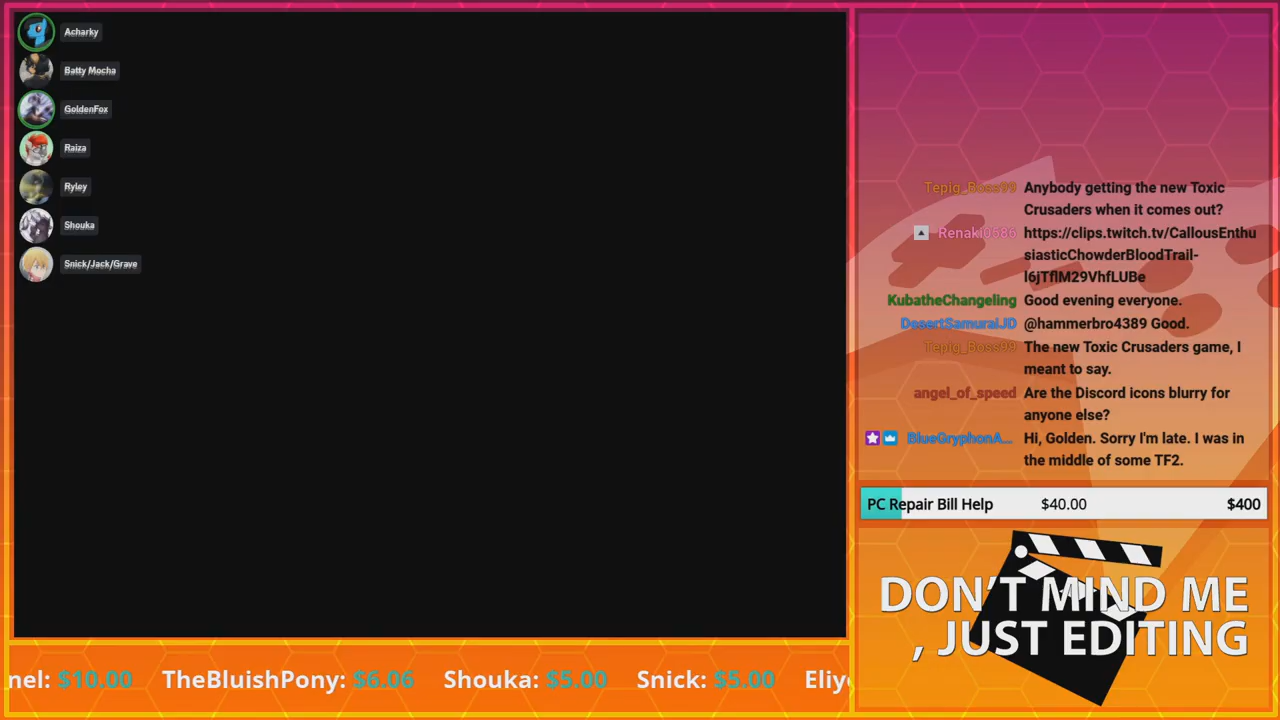 Acharky
Batty Mocha
GoldenFox
Raiza
Ryley
Shouka
Snick/Jack/Grave
Tepig_Boss99 Anybody getting the new Toxic
Crusaders when it comes out?
Renaki0686 https://clips.twitch.tv/CallousEnthu
siasticChowderBloodTrail-
l6jTflM29VhfLUBe
KubatheChangeling Good evening everyone.
DesertSamuraiJD @hammerbro4389 Good.
Tepig_Boss99 The new Toxic Crusaders game, I
meant to say.
angel_of_speed Are the Discord icons blurry for
anyone else?
BlueGryphonA... Hi, Golden. Sorry I'm late. I was in
the middle of some TF2.
PC Repair Bill Help $40.00 $400
DON'T MIND ME
, JUST EDITING
nel: $10.00 TheBluishPony: $6.06 Shouka: $5.00 Snick: $5.00 Eliy